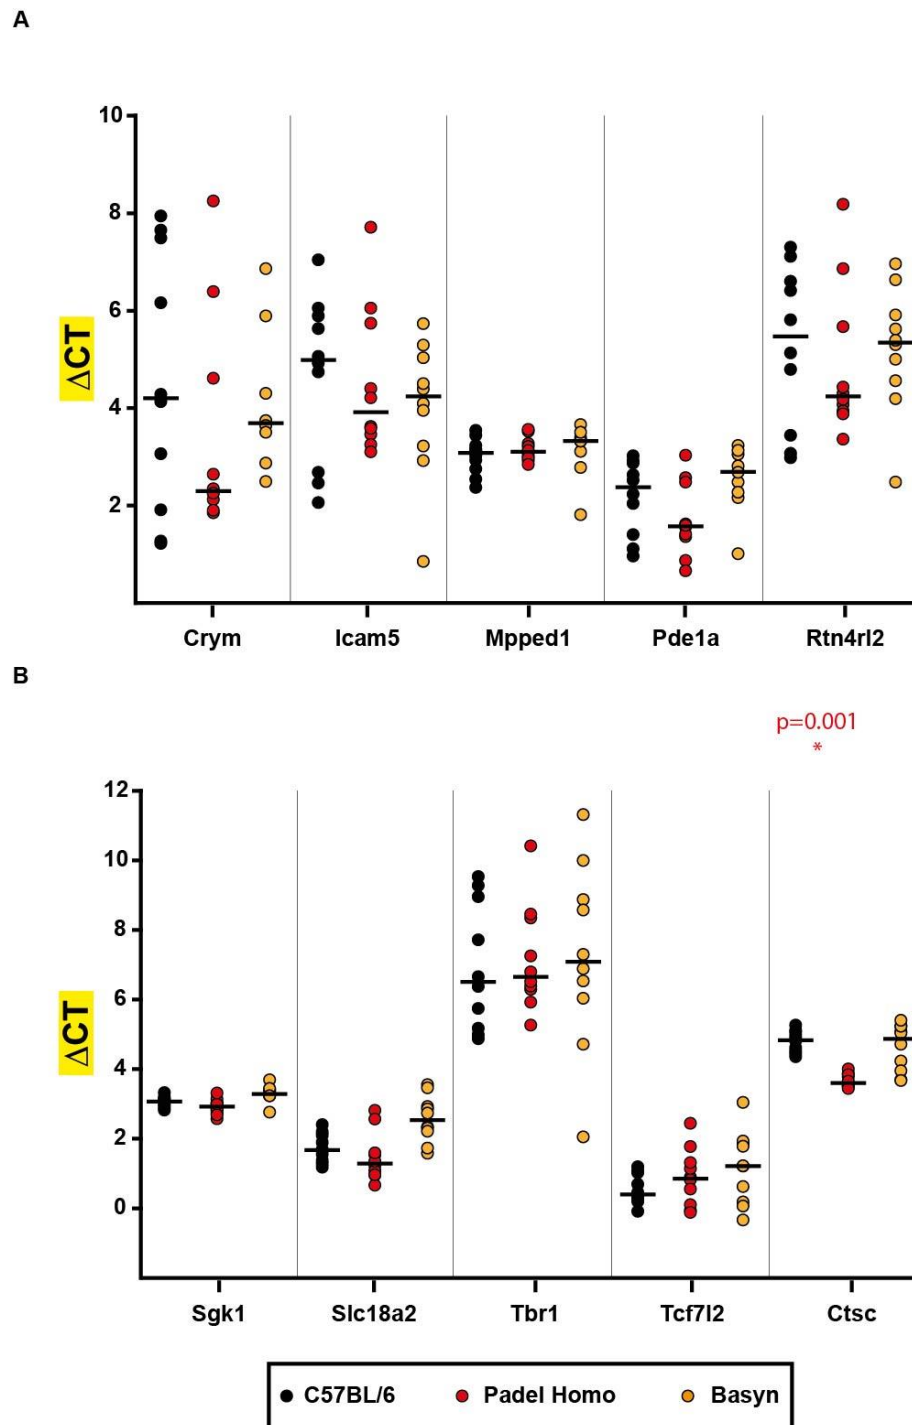 A
10
8
6
4
2
ΔCT
Crym Icam5 Mpped1 Pde1a Rtn4rl2
B
p=0.001
*
12
10
8
6
4
2
0
ΔCT
Sgk1 Slc18a2 Tbr1 Tcf7l2 Ctsc
C57BL/6 Padel Homo Basyn